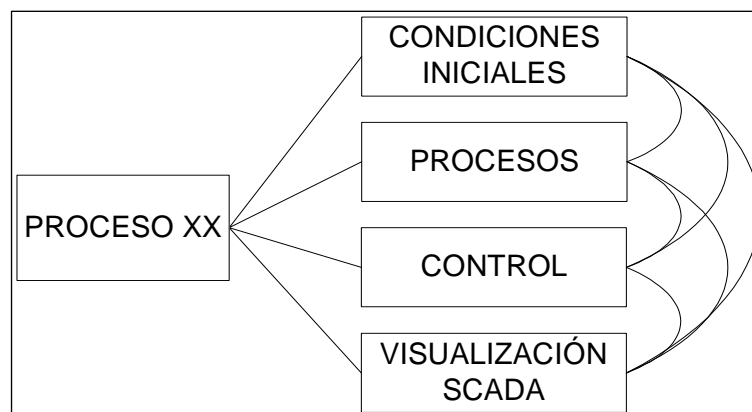 PROCESO XX
CONDICIONES
INICIALES
PROCESOS
CONTROL
VISUALIZACIÓN
SCADA